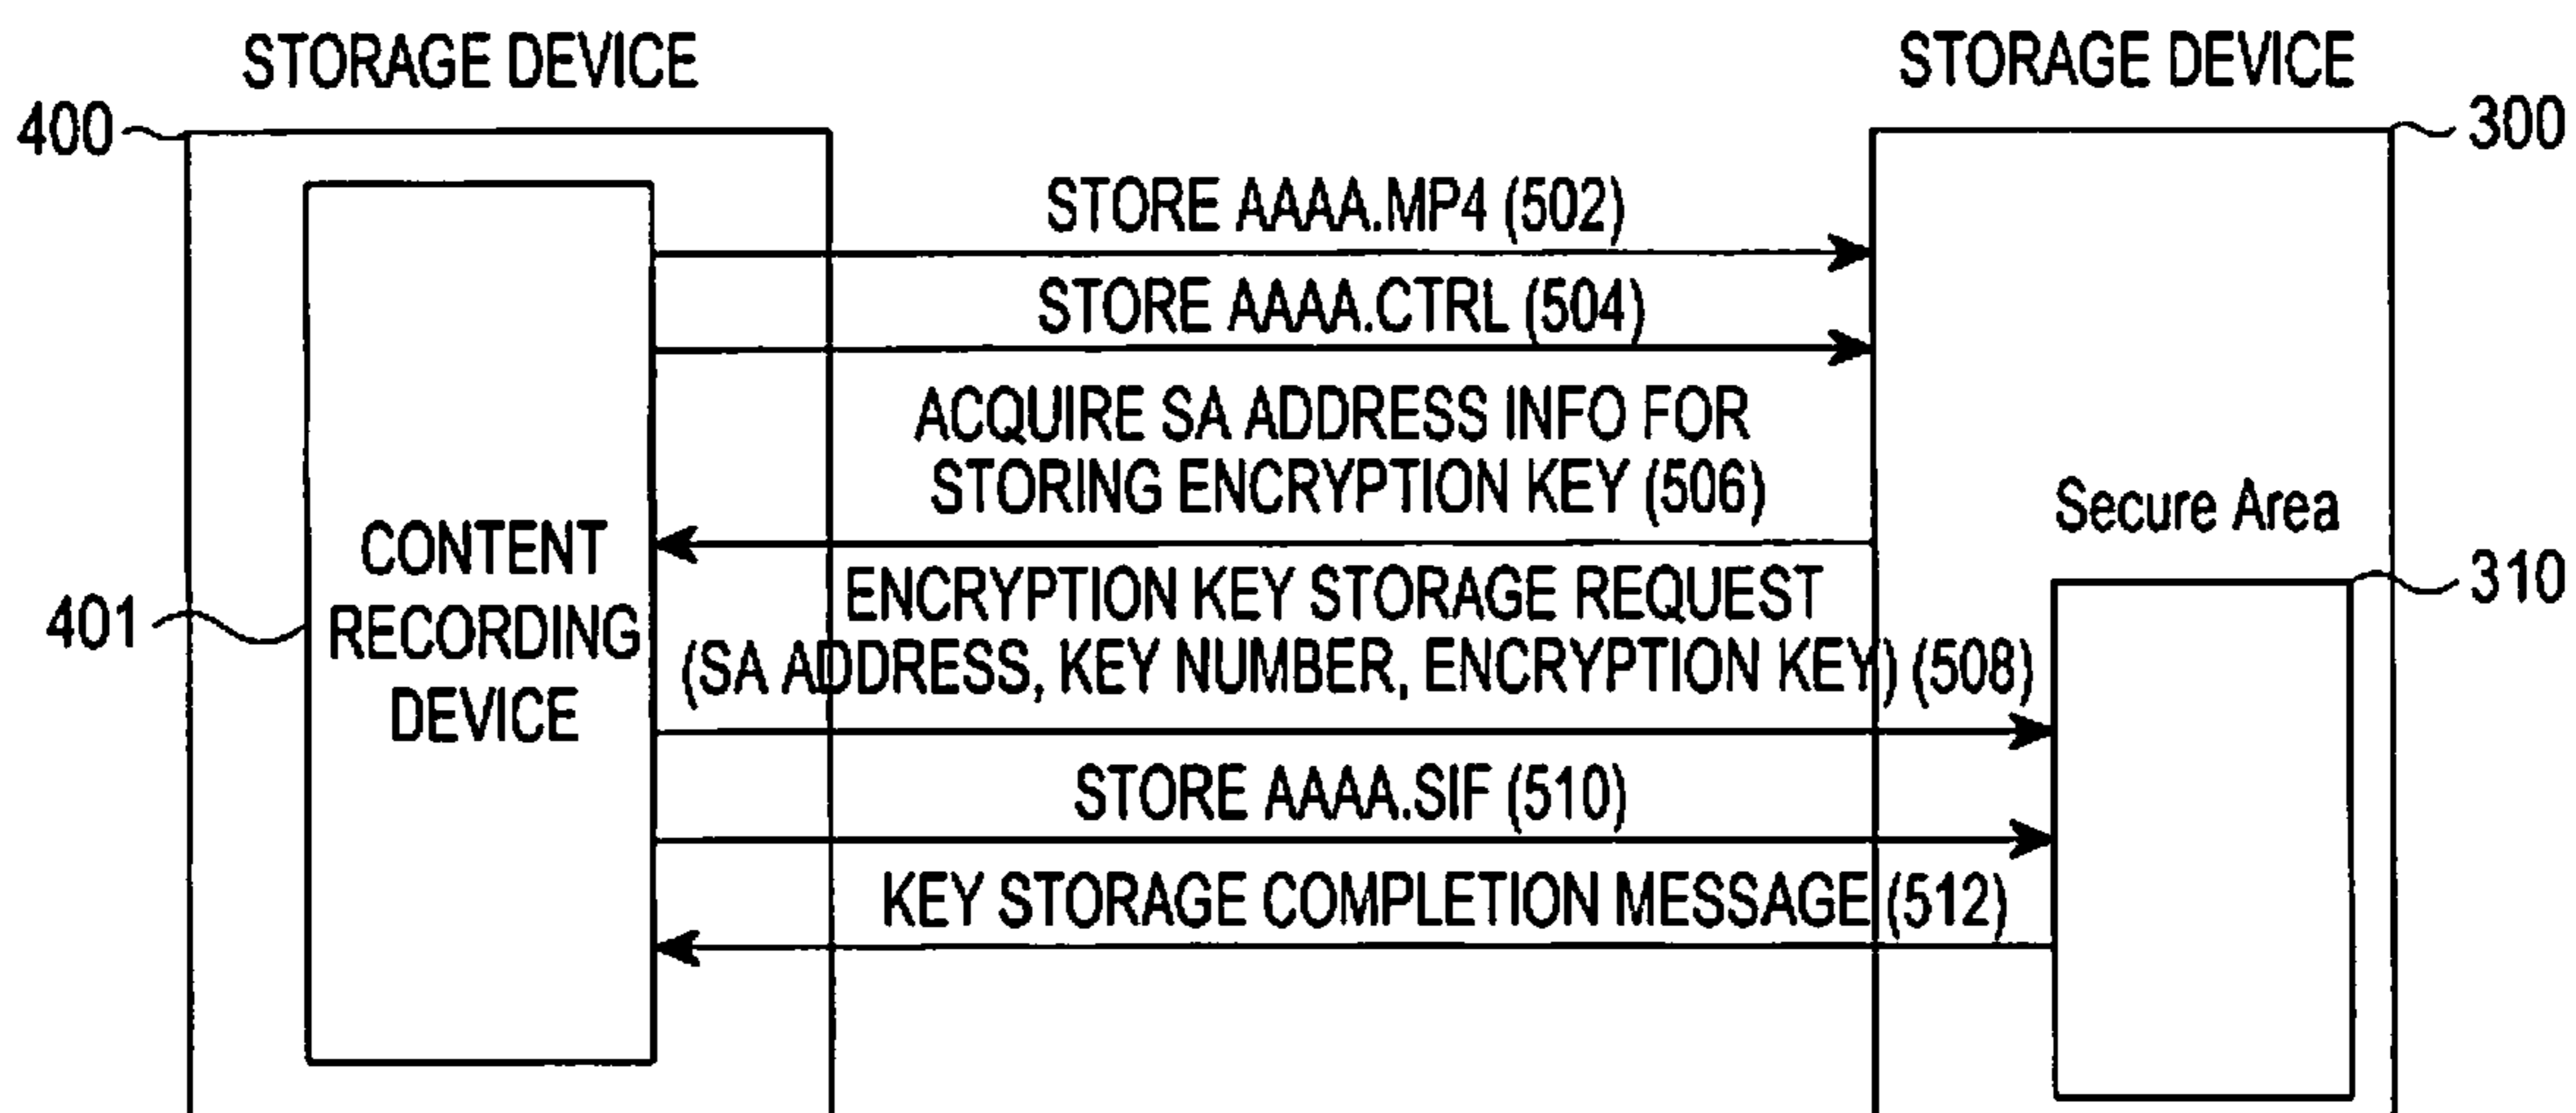 STORAGE DEVICE
STORAGE DEVICE
400
300
STORE AAAA.MP4 (502)
STORE AAAA.CTRL (504)
ACQUIRE SA ADDRESS INFO FOR
STORING ENCRYPTION KEY (506)
Secure Area
CONTENT
RECORDING
DEVICE
401
310
ENCRYPTION KEY STORAGE REQUEST
(SA ADDRESS, KEY NUMBER, ENCRYPTION KEY) (508)
STORE AAAA.SIF (510)
KEY STORAGE COMPLETION MESSAGE (512)